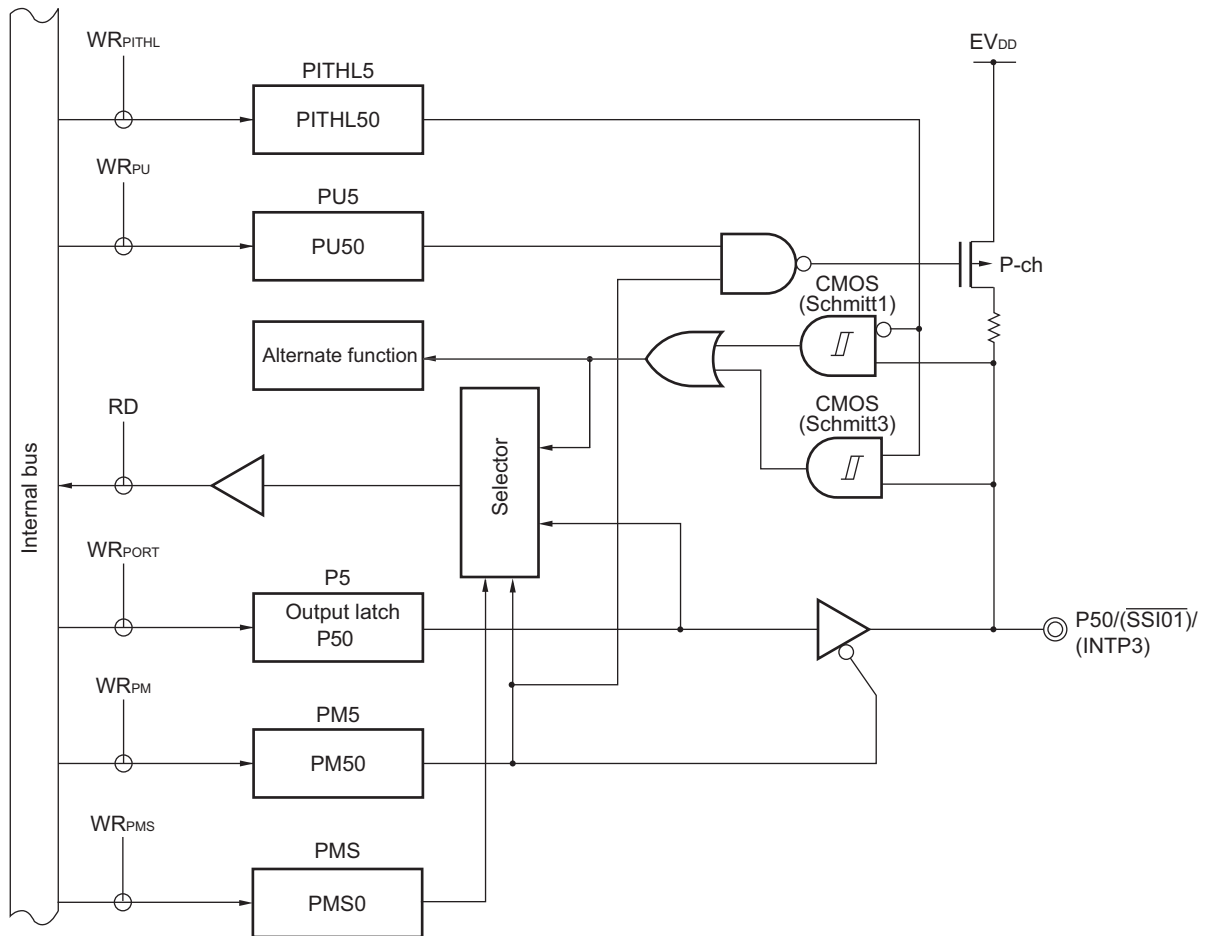 WRPITHL
PITHL5
PITHL50
EVDD
WRPU
PU5
PU50
P-ch
CMOS
(Schmitt1)
Alternate function
CMOS
(Schmitt3)
RD
Selector
Internal bus
WRPORT
P5
Output latch
P50
P50/(SSI01)/
(INTP3)
WRPM
PM5
PM50
WRPMS
PMS
PMS0